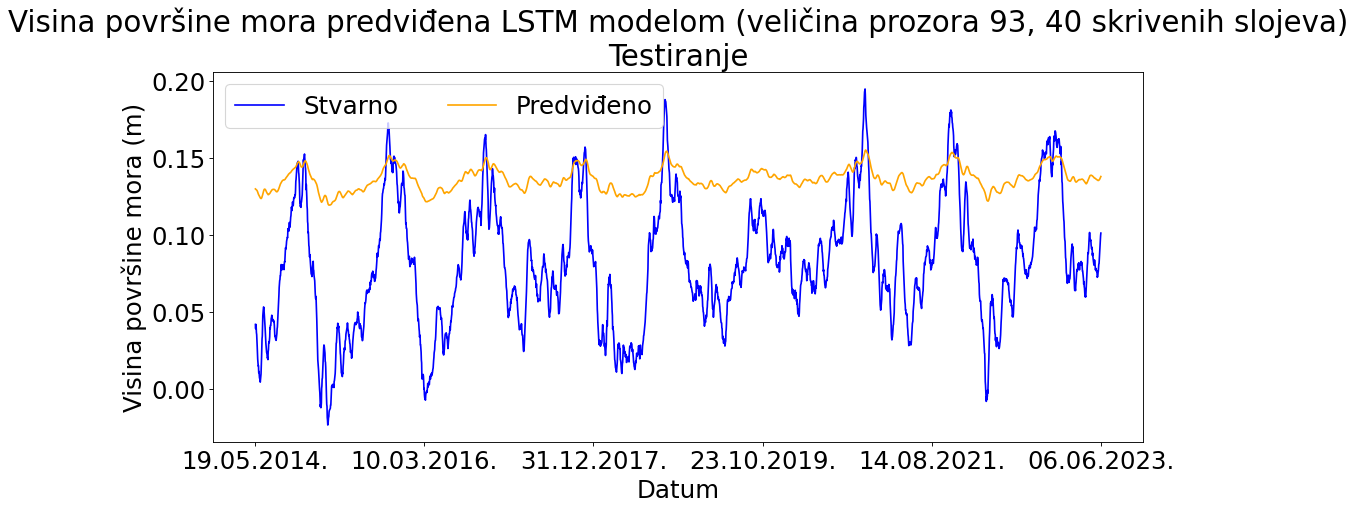 Visina površine mora predviđena LSTM modelom (veličina prozora 93, 40 skrivenih slojeva)
Testiranje
Stvarno Predviđeno
Visina površine mora (m)
0.20
0.15
0.10
0.05
0.00
19.05.2014. 10.03.2016. 31.12.2017. 23.10.2019. 14.08.2021. 06.06.2023.
Datum